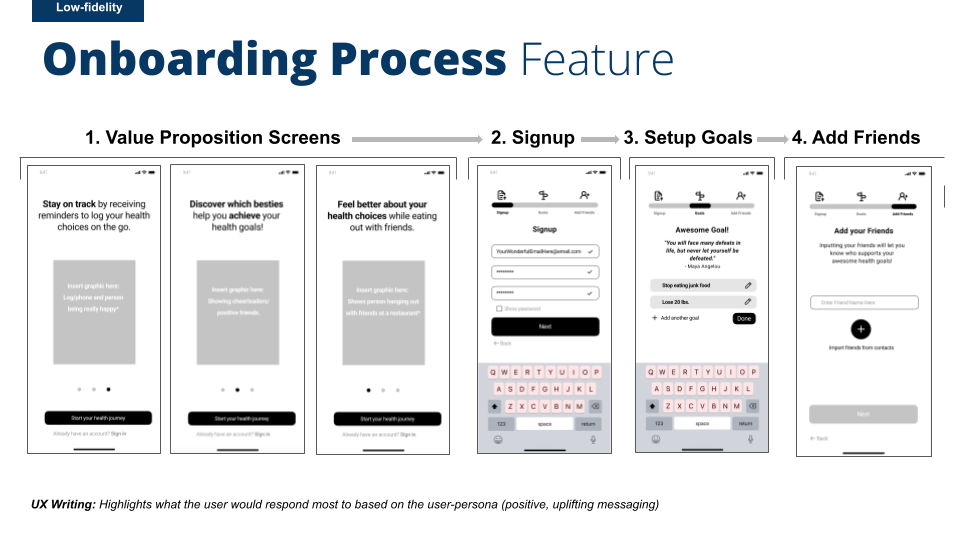 Low-fidelity
Onboarding Process Feature
1. Value Proposition Screens
2. Signup
3. Setup Goals
4. Add Friends
9:41
Stay on track by receiving
reminders to log your health
choices on the go.
Insert graphic here:
Log/phone and person
being really happy*
Start your health journey
Already have an account? Sign in
9:41
Discover which besties
help you achieve your
health goals!
Insert graphic here:
Showing cheerleaders/
positive friends.
Start your health journey
Already have an account? Sign in
Feel better about your
health choices while eating
out with friends.
Insert graphic here:
Shows person hanging out
with friends at a restaurant*
Start your health journey
Already have an account? Sign in
9:41
Signup Goals Add Friends
Signup
YourWonderfulEmailHere@email.com
********
********
Show password
Next
Back
Q W E R T Y U I O P
A S D F G H J K L
Z X C V B N M
123 space return
9:41
Signup Goals Add Friends
Awesome Goal!
"You will face many defeats in
life, but never let yourself be
defeated."
- Maya Angelou
Stop eating junk food
Lose 20 lbs.
+ Add another goal Done
Q W E R T Y U I O P
A S D F G H J K L
Z X C V B N M
123 space return
9:41
Signup Goals Add Friends
Add your Friends
Inputting your friends will let you
know who supports your
awesome health goals!
Enter Friend Name Here
+
Import friends from contacts
Next
Back
UX Writing: Highlights what the user would respond most to based on the user-persona (positive, uplifting messaging)